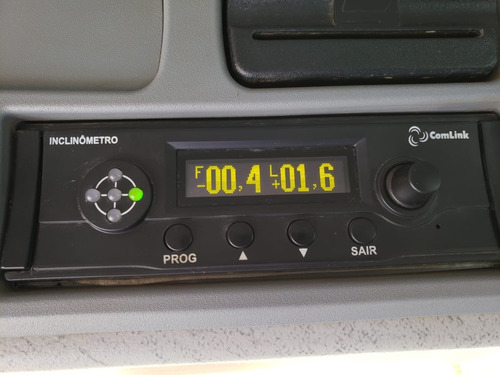 INCLINÔMETRO
ComLink
F -00,4 L +01,6
PROG ▲ ▼ SAIR